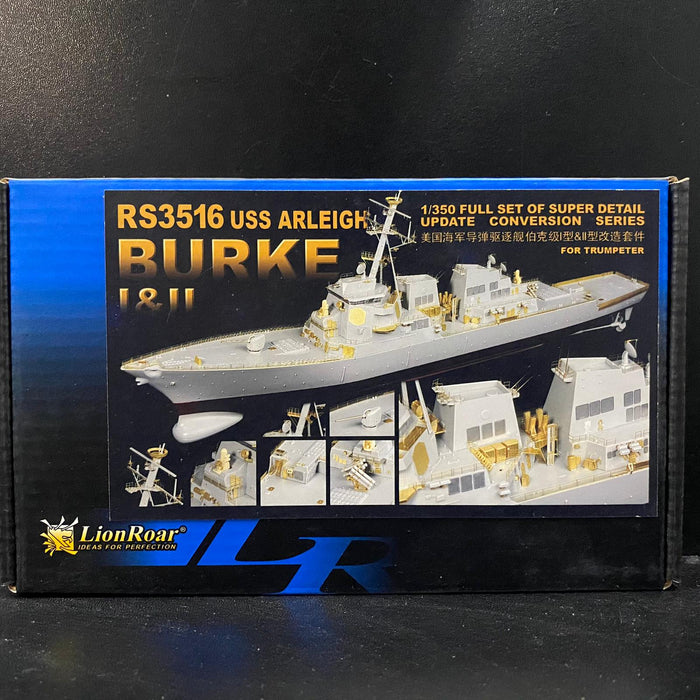 RS3516 USS ARLEIGH
BURKE
I & II
1/350 FULL SET OF SUPER DETAIL
UPDATE CONVERSION SERIES
美国海军导弹驱逐舰伯克级I型&II型改造套件
FOR TRUMPETER
LionRoar®
IDEAS FOR PERFECTION
LR